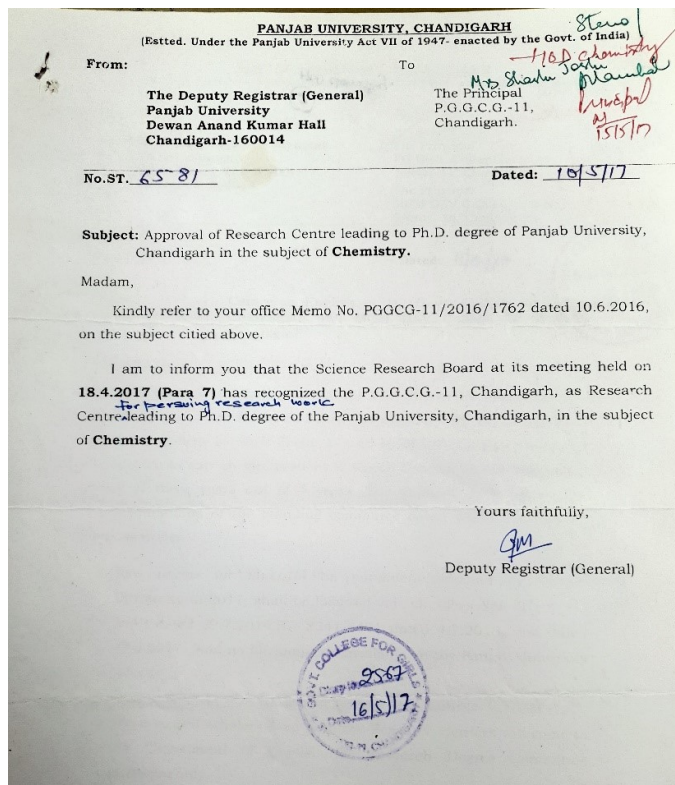 PANJAB UNIVERSITY, CHANDIGARH
(Estted. Under the Panjab University Act VII of 1947- enacted by the Govt. of India)
Steno
HOD Chemistry
Mrs Shashi
Principal
15/5/17
From:
To
The Deputy Registrar (General)
Panjab University
Dewan Anand Kumar Hall
Chandigarh-160014
The Principal
P.G.G.C.G.-11,
Chandigarh.
No.ST. 6581
Dated: 10/5/17
Subject: Approval of Research Centre leading to Ph.D. degree of Panjab University,
Chandigarh in the subject of Chemistry.
Madam,
Kindly refer to your office Memo No. PGGCG-11/2016/1762 dated 10.6.2016,
on the subject citied above.
I am to inform you that the Science Research Board at its meeting held on
18.4.2017 (Para 7) has recognized the P.G.G.C.G.-11, Chandigarh, as Research
for persuing research work
Centre leading to Ph.D. degree of the Panjab University, Chandigarh, in the subject
of Chemistry.
Yours faithfully,
Deputy Registrar (General)
GOVT. COLLEGE FOR GIRLS
2567
16/5/17